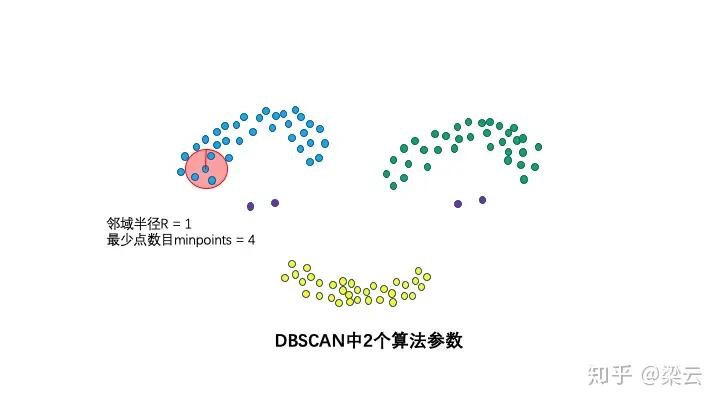 邻域半径R = 1
最少点数目minpoints = 4
DBSCAN中2个算法参数
知乎 @梁云